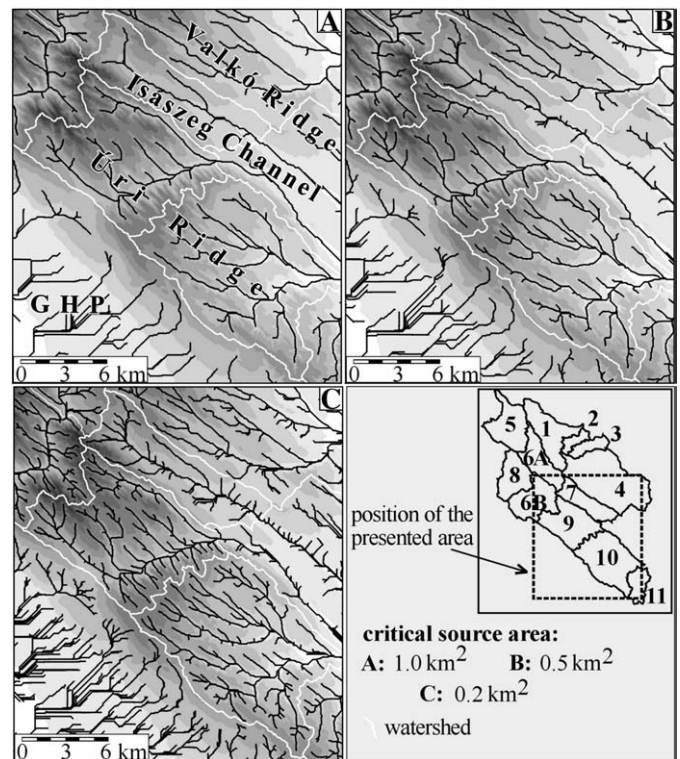 A
Valkó Ridge
Isaszeg Channel
Úri Ridge
G H P
0 3 6 km
B
0 3 6 km
C
0 3 6 km
5
1
2
3
6A
8
7
4
6B
9
10
11
position of the
presented area
critical source area:
A: 1.0 km²
B: 0.5 km²
C: 0.2 km²
watershed